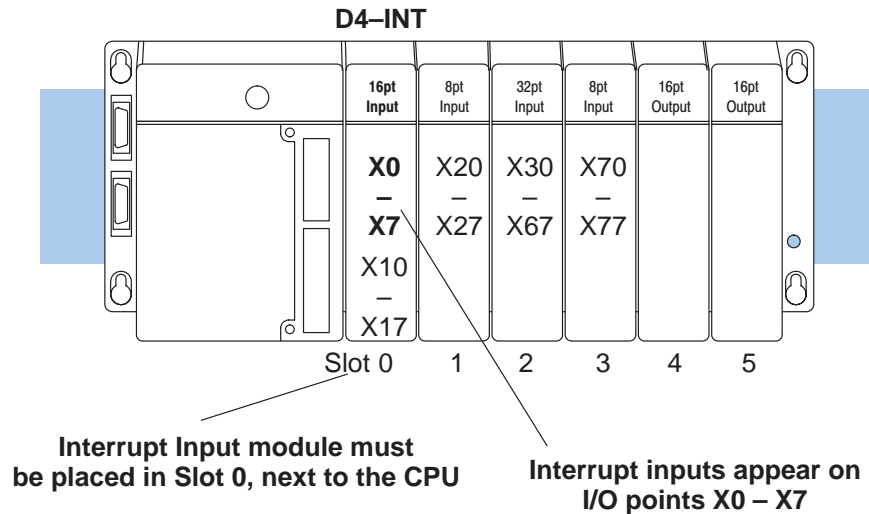 D4–INT
16pt Input
8pt Input
32pt Input
8pt Input
16pt Output
16pt Output
X0 – X7
X10 – X17
X20 – X27
X30 – X67
X70 – X77
Slot 0 1 2 3 4 5
Interrupt Input module must
be placed in Slot 0, next to the CPU
Interrupt inputs appear on
I/O points X0 – X7